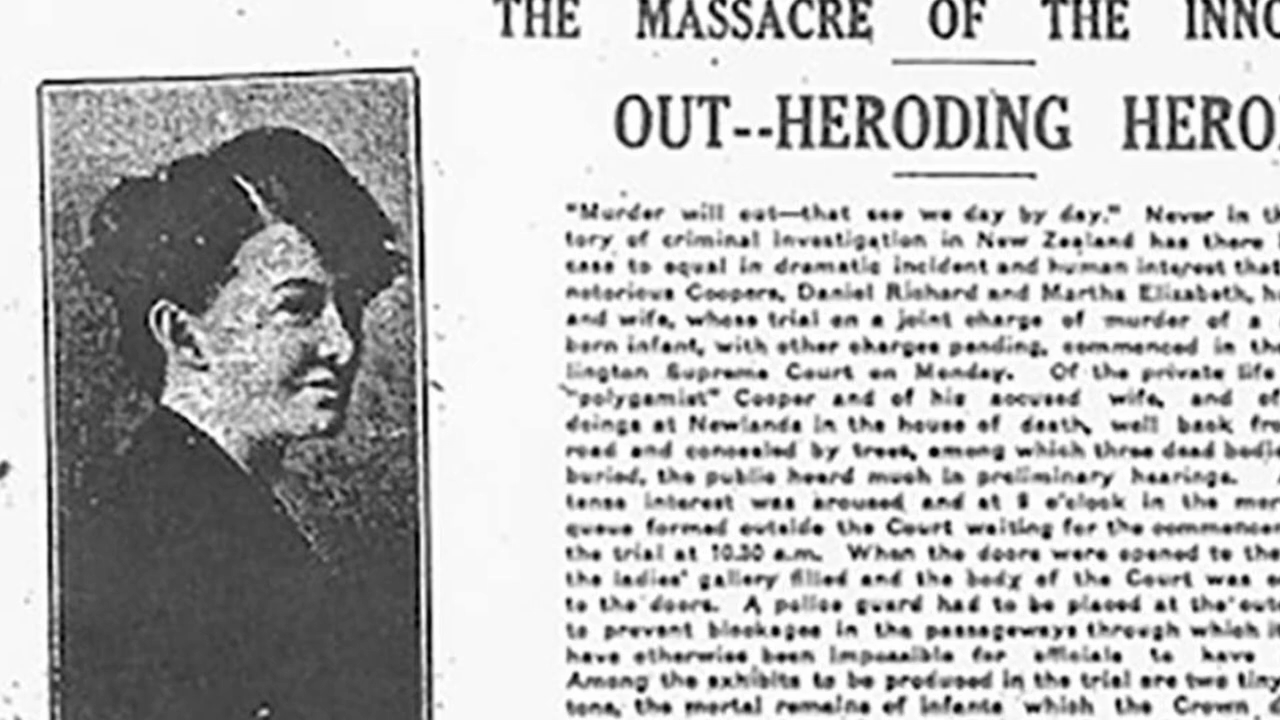 THE MASSACRE OF THE INNO
OUT--HERODING HERO
"Murder will out—that see we day by day." Never in th
tory of criminal investigation in New Zealand has there
case to equal in dramatic incident and human interest that
notorious Coopers, Daniel Richard and Martha Elizabeth, h
and wife, whose trial on a joint charge of murder of a
born infant, with other charges pending, commenced in the
lington Supreme Court on Monday. Of the private life
"polygamist" Cooper and of his accused wife, and of
doings at Newlands in the house of death, well back fro
road and concealed by trees, among which three dead bodie
buried, the public heard much in preliminary hearings.
tense interest was aroused and at 8 o'clock in the mor
queue formed outside the Court waiting for the commence
the trial at 10.30 a.m. When the doors were opened to the
the ladies' gallery filled and the body of the Court was
to the doors. A police guard had to be placed at the out
to prevent blockages in the passageways through which i
have otherwise been impossible for officials to have
Among the exhibits to be produced in the trial are two tiny
tons, the mortal remains of infants which the Crown